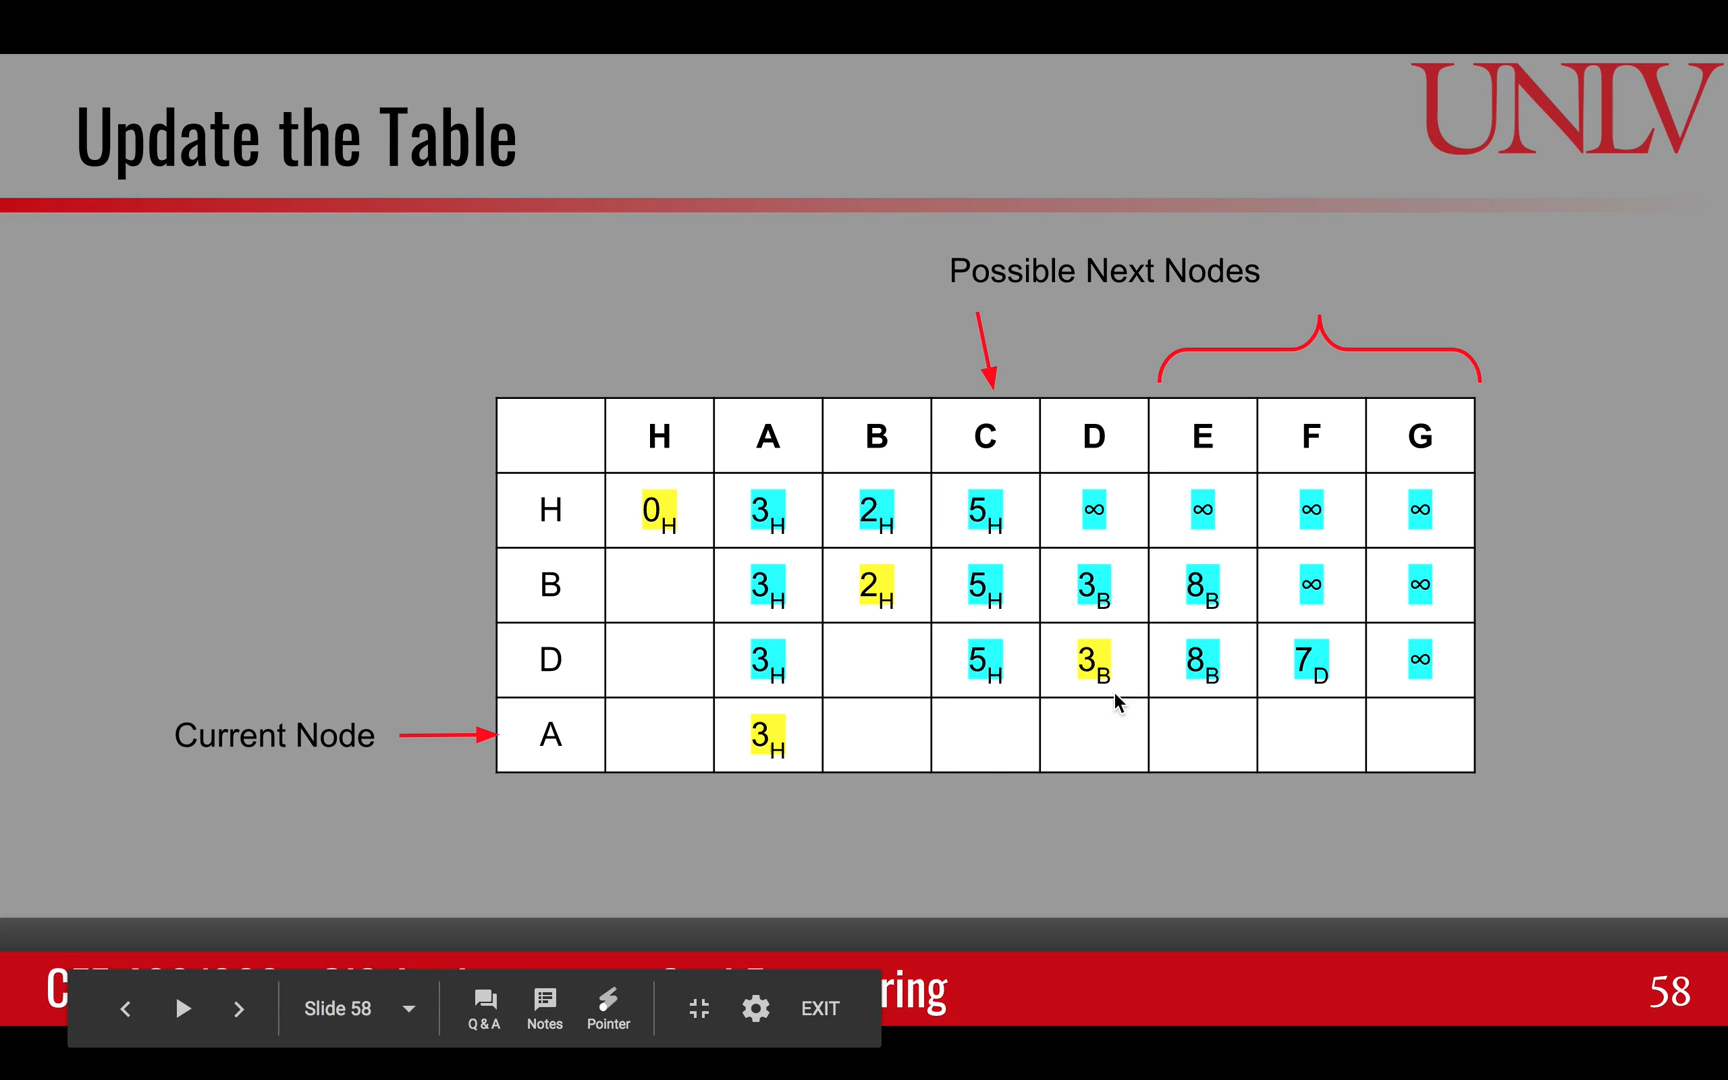 UNLV
Update the Table
Possible Next Nodes
H A B C D E F G
H 0H 3H 2H 5H ∞ ∞ ∞ ∞
B 3H 2H 5H 3B 8B ∞ ∞
D 3H 5H 3B 8B 7D ∞
Current Node A 3H
ring 58
Slide 58 Q & A Notes Pointer EXIT